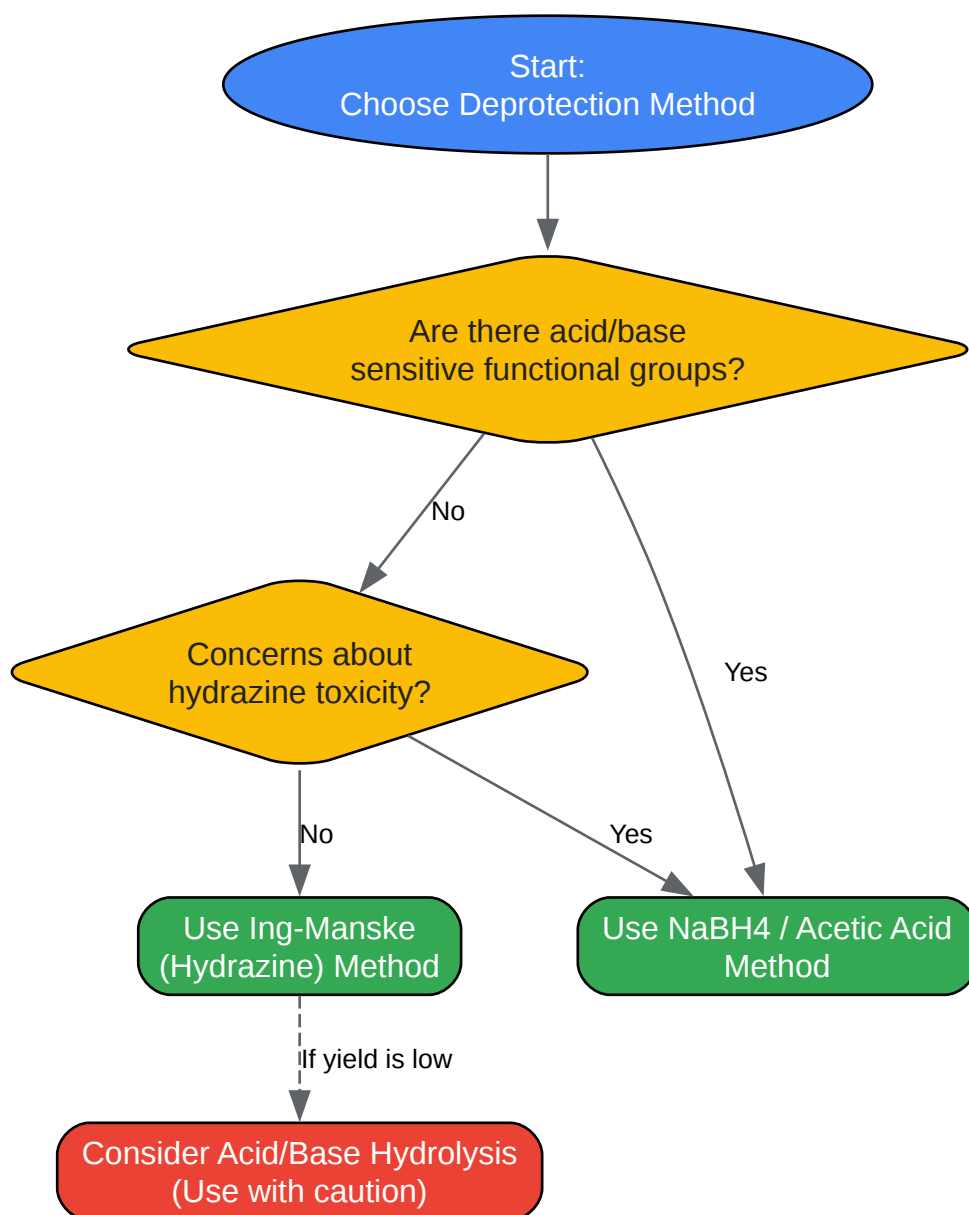 Start:
Choose Deprotection Method
Are there acid/base
sensitive functional groups?
No
Yes
Concerns about
hydrazine toxicity?
No
Yes
Use Ing-Manske
(Hydrazine) Method
Use NaBH4 / Acetic Acid
Method
If yield is low
Consider Acid/Base Hydrolysis
(Use with caution)